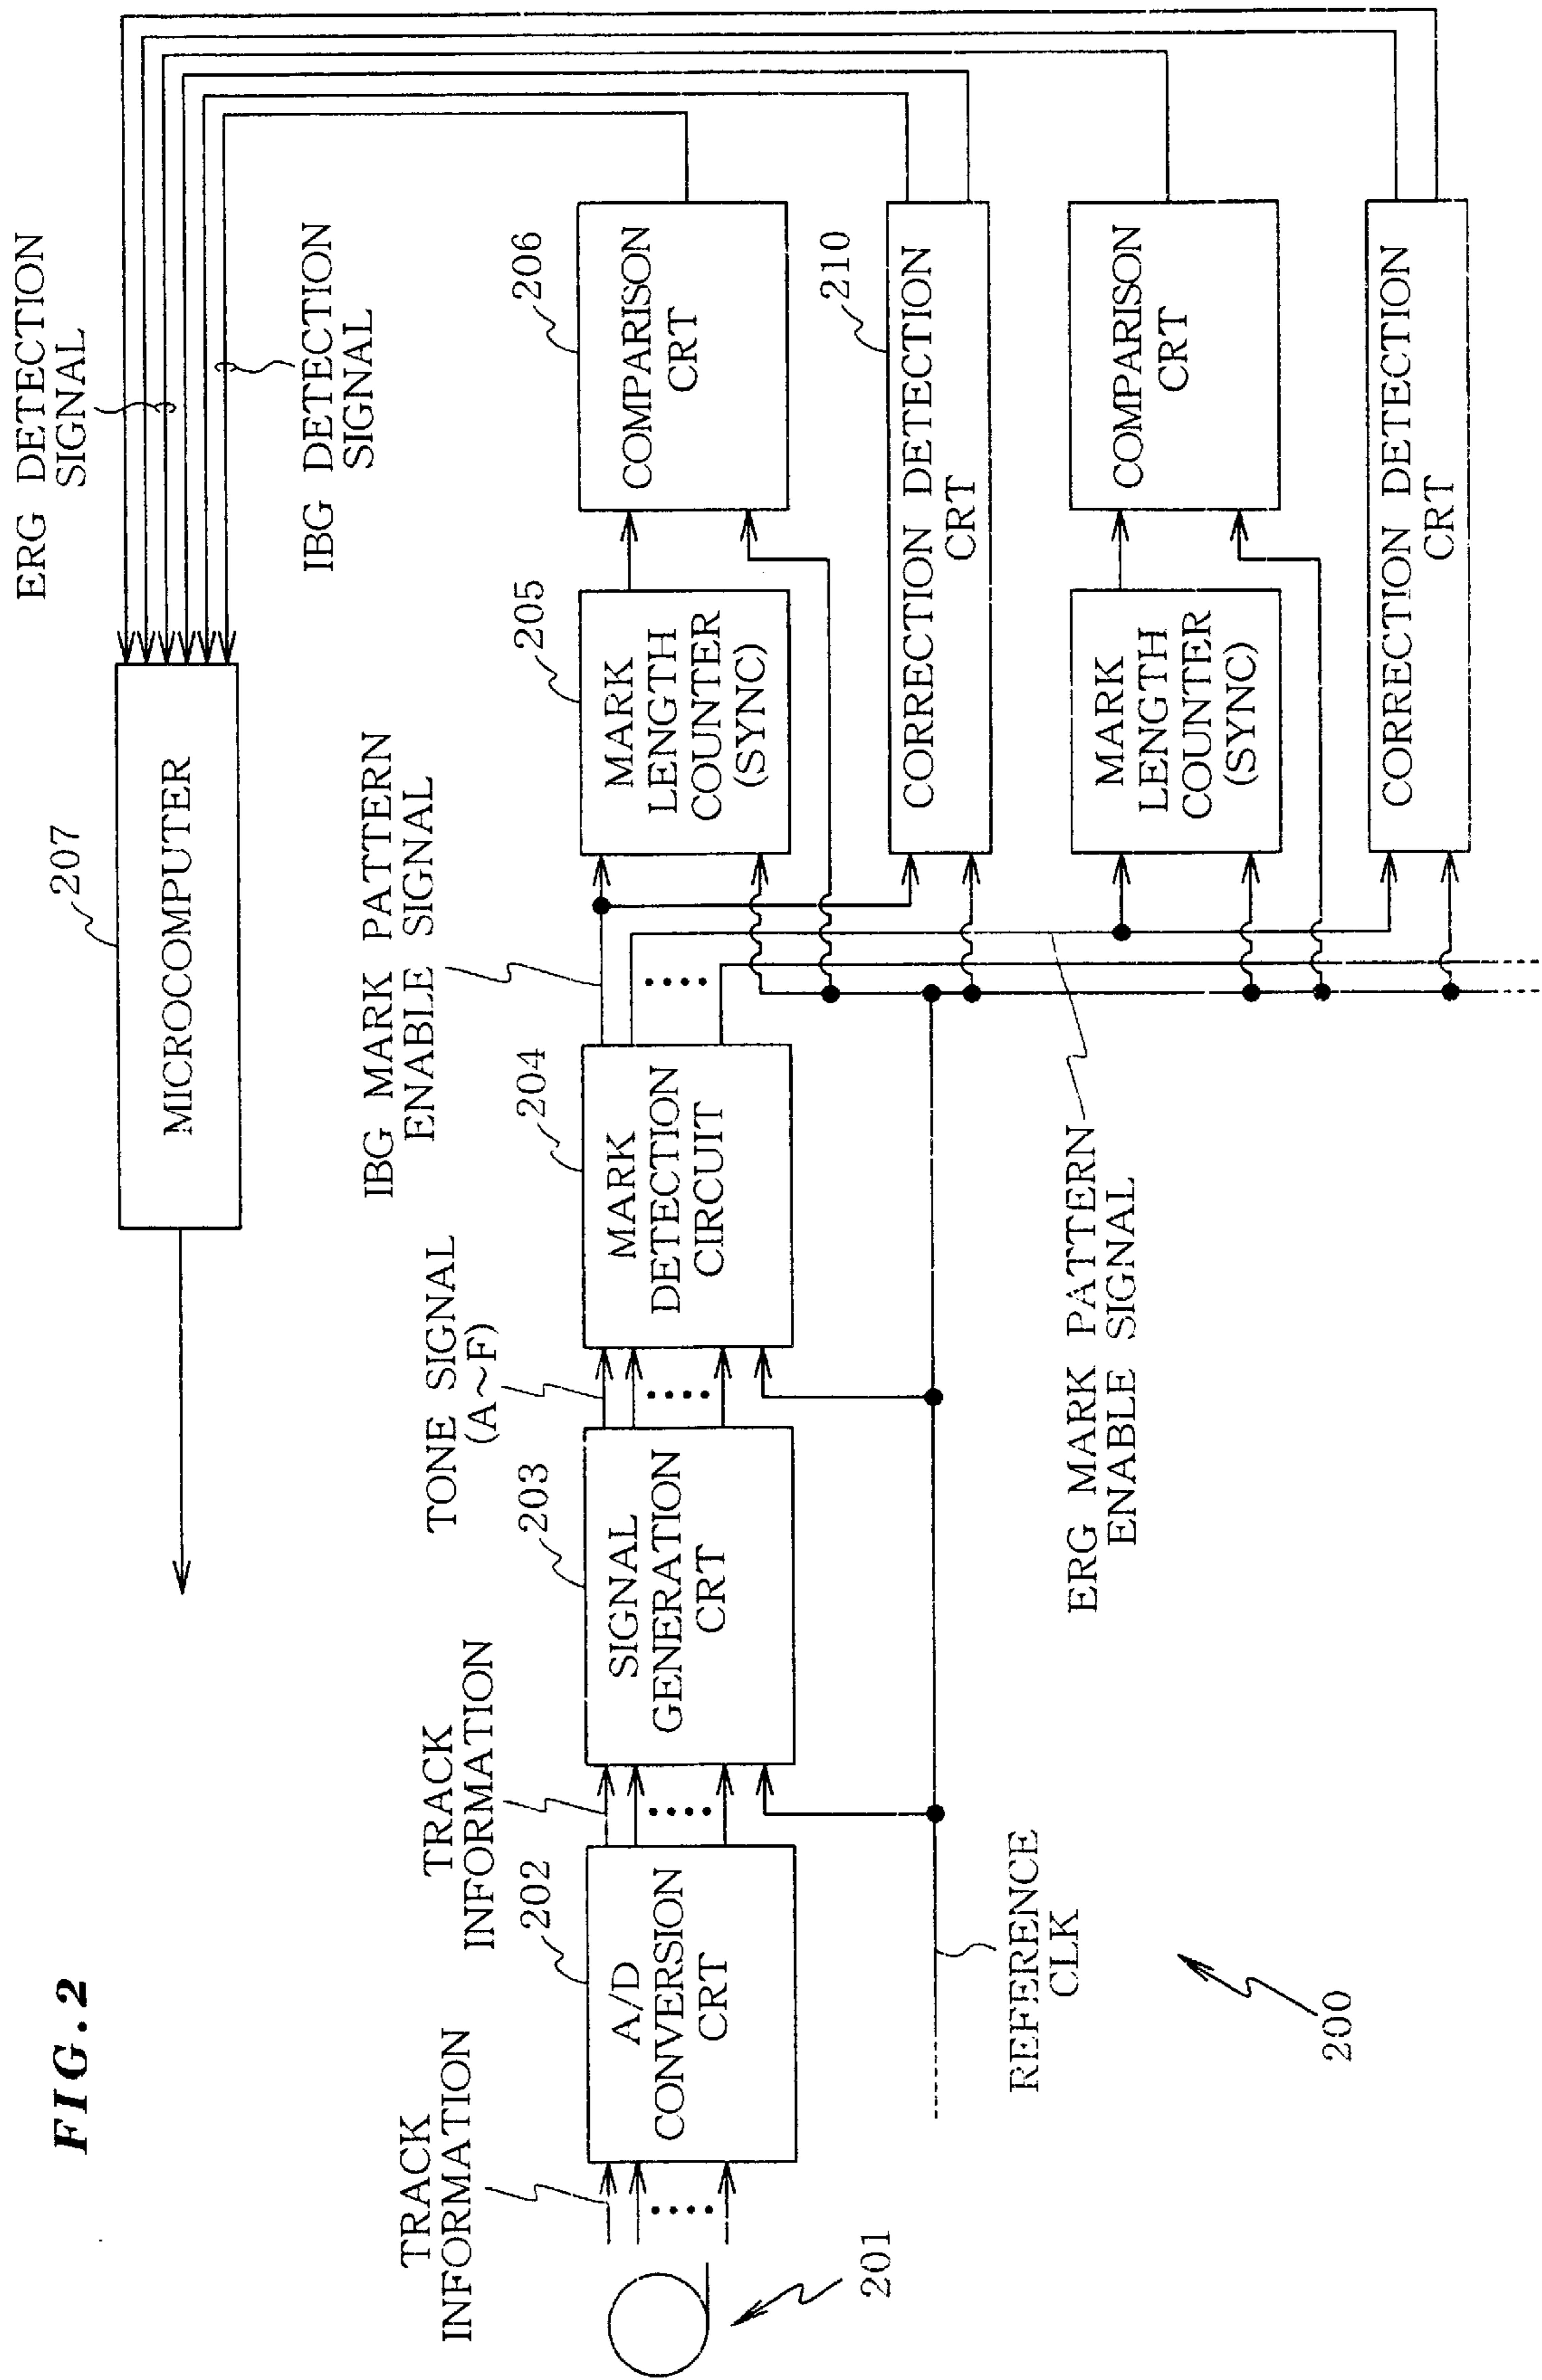 FIG.2
ERG DETECTION
SIGNAL
207
MICROCOMPUTER
IBG DETECTION
SIGNAL
TRACK
INFORMATION
201
202
A/D
CONVERSION
CRT
TRACK
INFORMATION
203
SIGNAL
GENERATION
CRT
TONE SIGNAL
(A~F)
204
MARK
DETECTION
CIRCUIT
IBG MARK PATTERN
ENABLE SIGNAL
205
MARK
LENGTH
COUNTER
(SYNC)
206
COMPARISON
CRT
210
CORRECTION DETECTION
CRT
MARK
LENGTH
COUNTER
(SYNC)
COMPARISON
CRT
CORRECTION DETECTION
CRT
ERG MARK PATTERN
ENABLE SIGNAL
REFERENCE
CLK
200